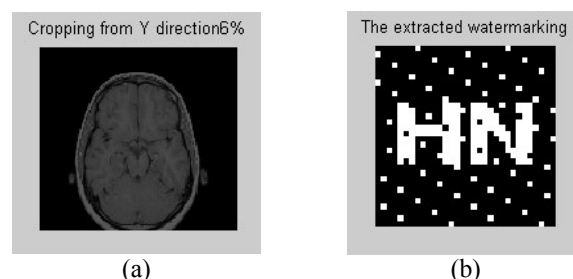 Cropping from Y direction6%
The extracted watermarking
HN
(a)
(b)